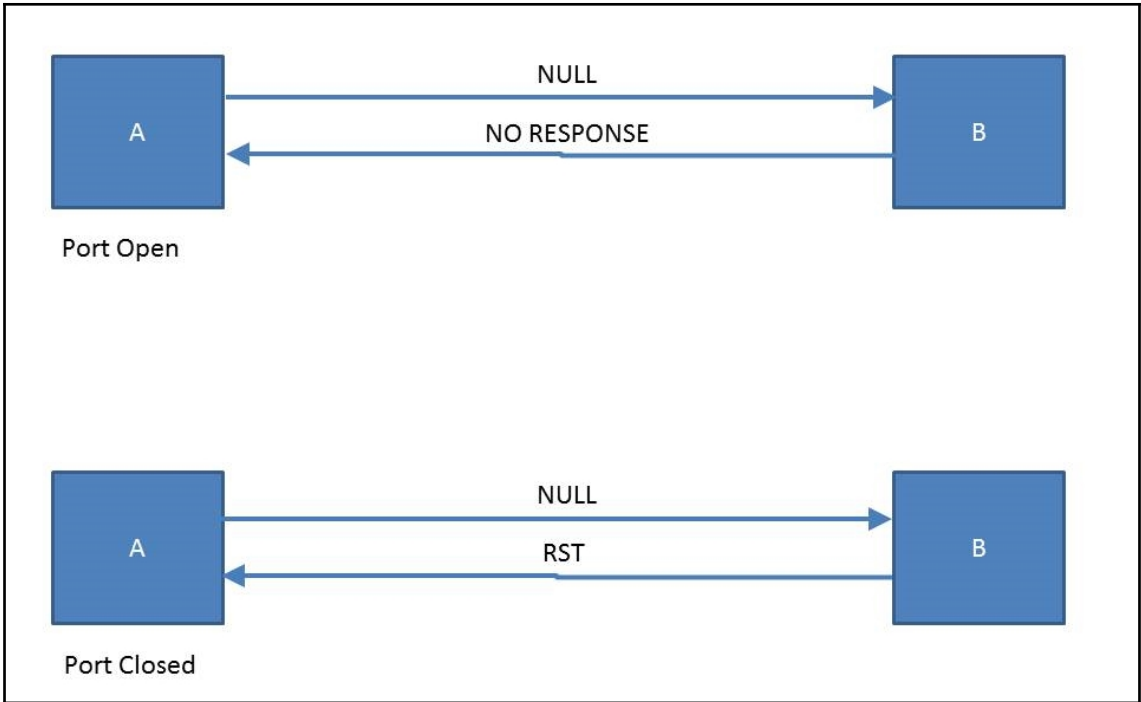 NULL
A
NO RESPONSE
B
Port Open
NULL
A
RST
B
Port Closed